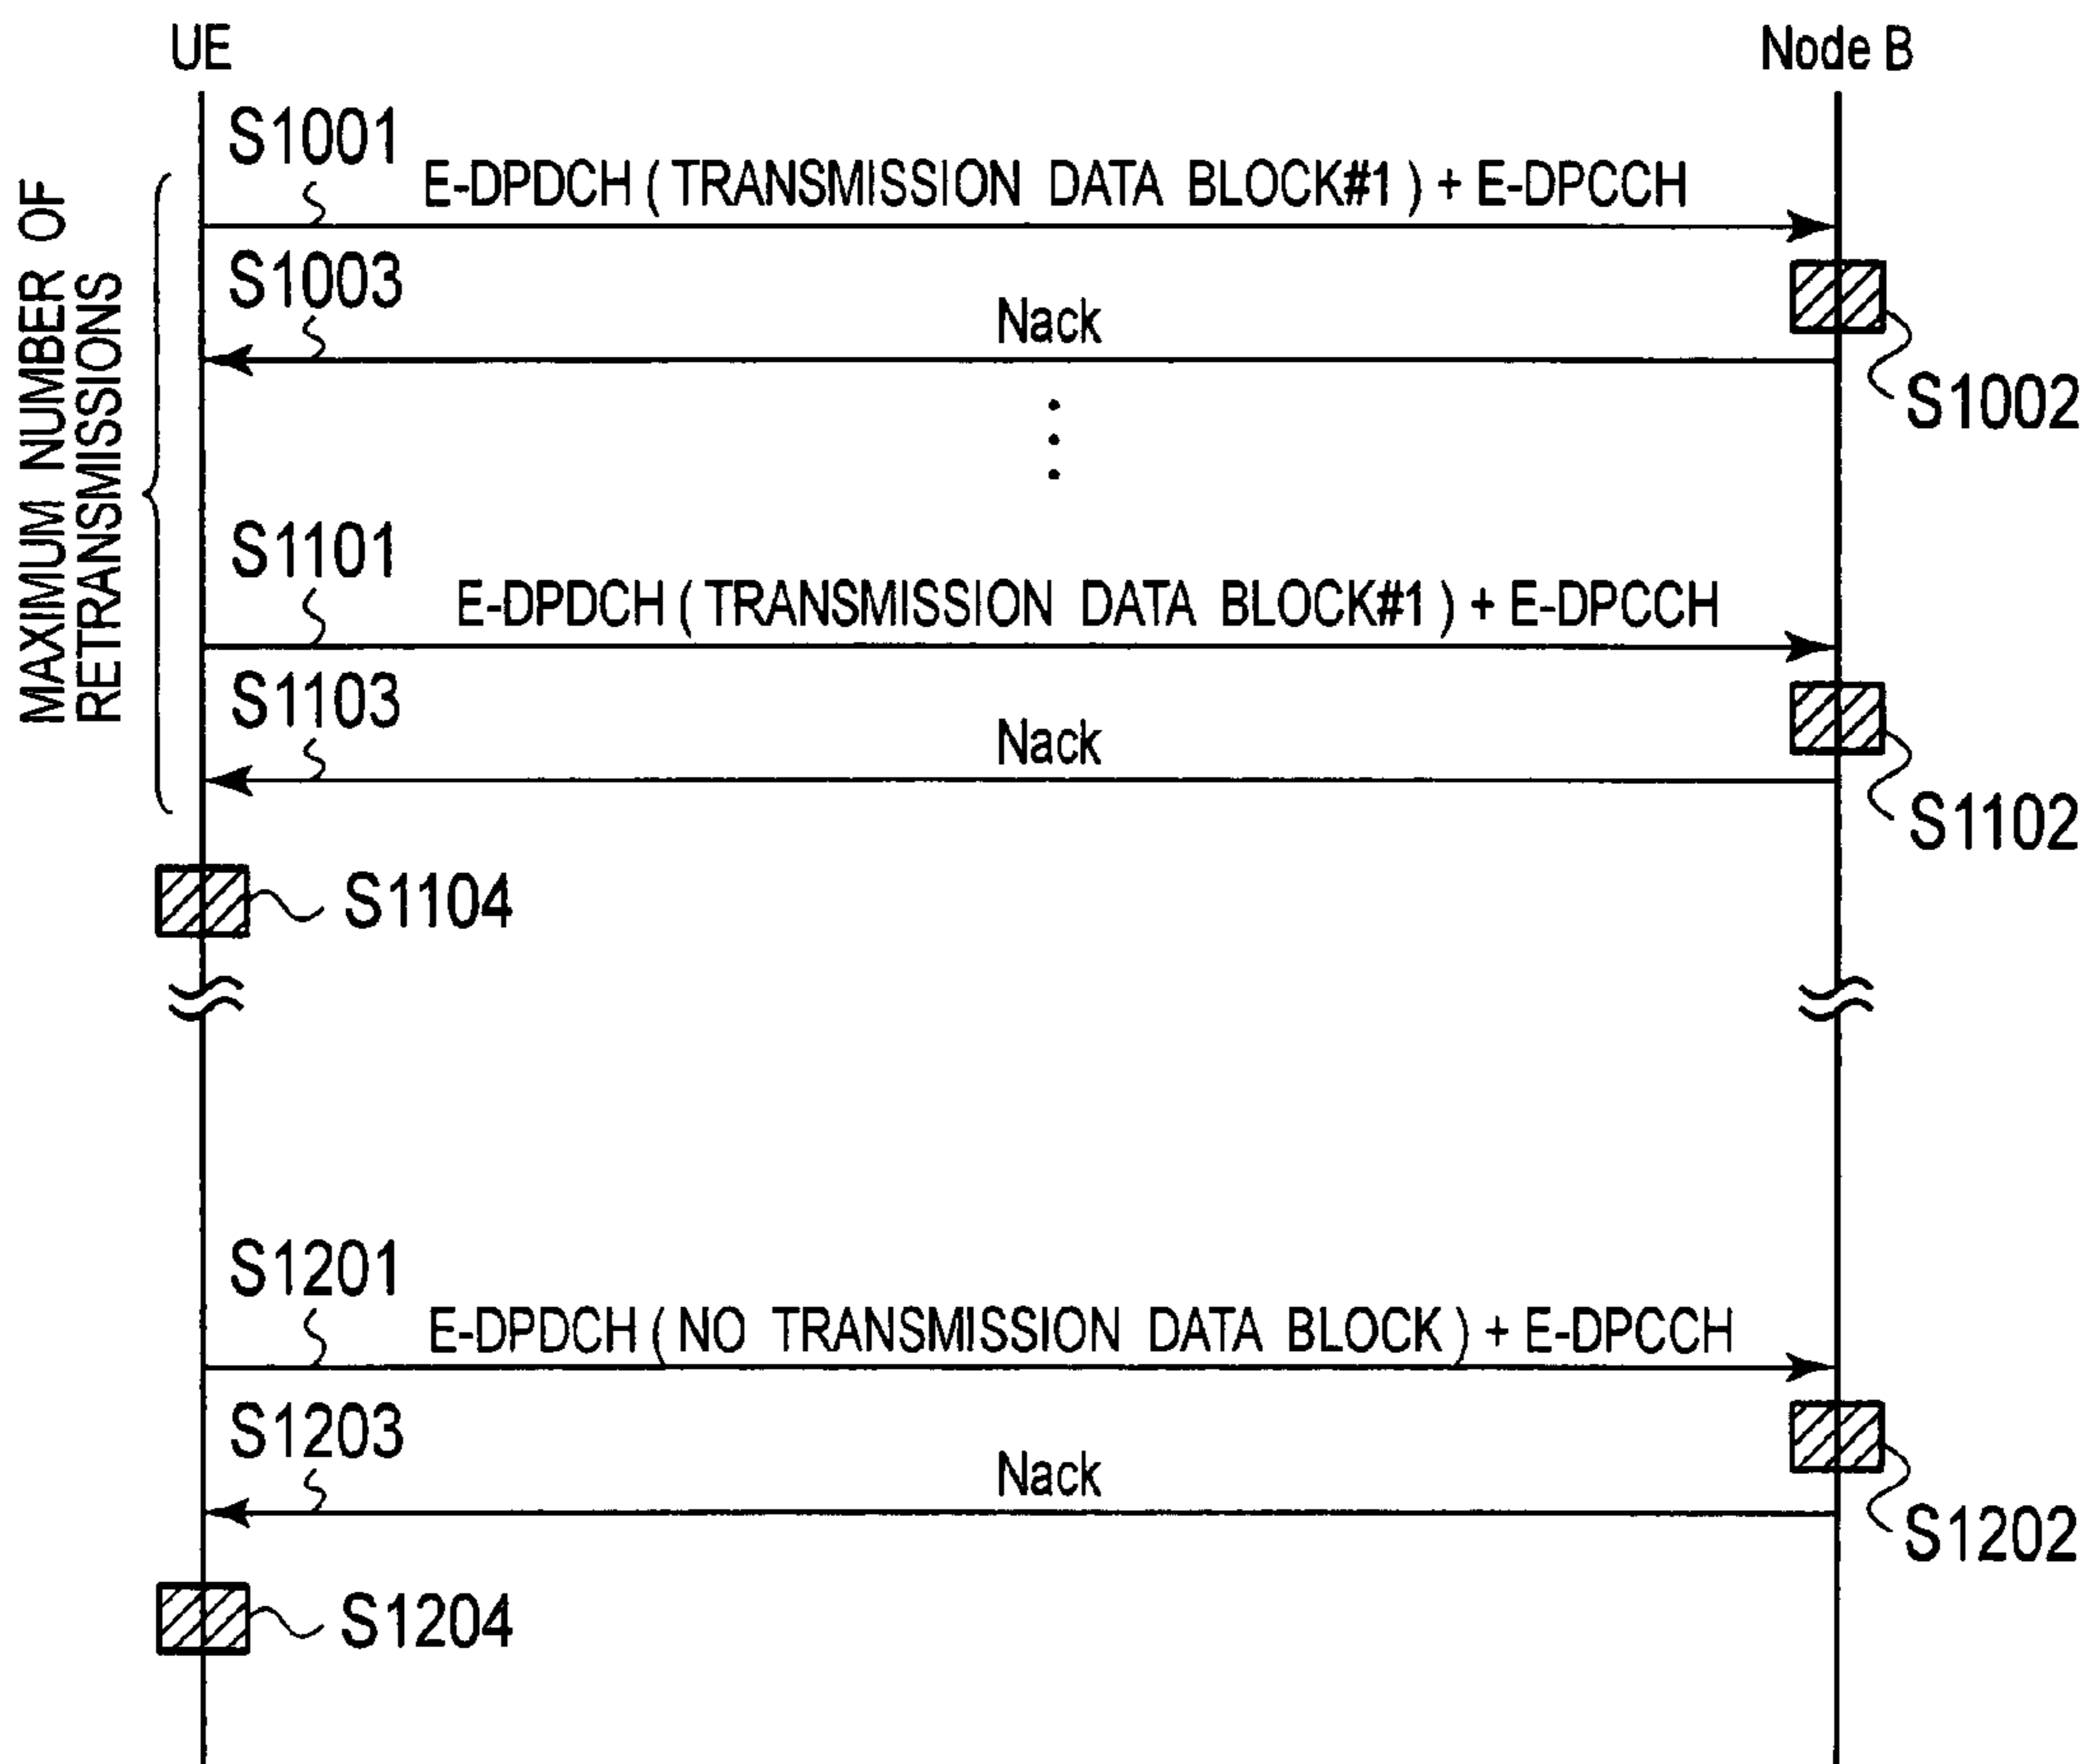 UE
Node B
S1001
E-DPDCH ( TRANSMISSION DATA BLOCK#1 ) + E-DPCCH
S1003
Nack
S1002
MAXIMUM NUMBER OF
RETRANSMISSIONS
S1101
E-DPDCH ( TRANSMISSION DATA BLOCK#1 ) + E-DPCCH
S1103
Nack
S1102
S1104
S1201
E-DPDCH ( NO TRANSMISSION DATA BLOCK ) + E-DPCCH
S1203
Nack
S1202
S1204